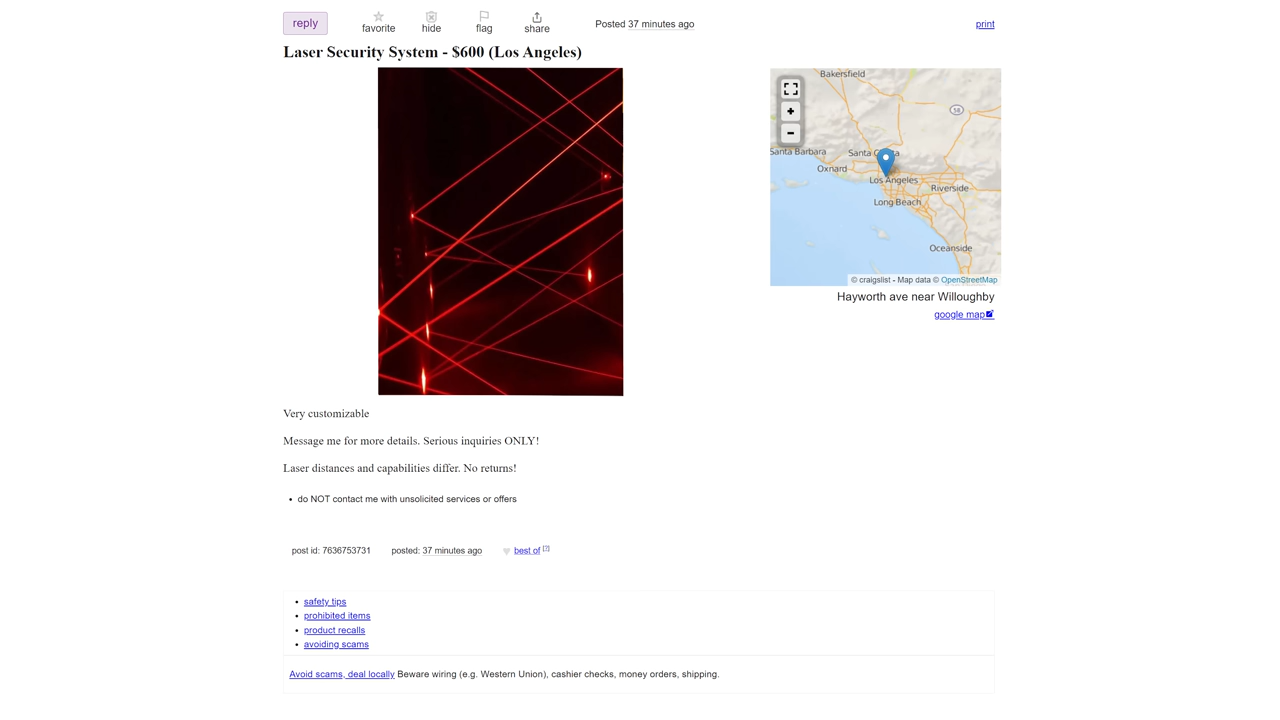 reply
favorite
hide
flag
share
Posted 37 minutes ago
print
Laser Security System - $600 (Los Angeles)
Bakersfield
58
+
-
Santa Barbara
Oxnard
Los Angeles
Riverside
Long Beach
Oceanside
© craigslist - Map data © OpenStreetMap
Hayworth ave near Willoughby
google map
Very customizable
Message me for more details. Serious inquiries ONLY!
Laser distances and capabilities differ. No returns!
• do NOT contact me with unsolicited services or offers
post id: 7636753731 posted: 37 minutes ago ♥ best of [?]
• safety tips
• prohibited items
• product recalls
• avoiding scams
Avoid scams, deal locally Beware wiring (e.g. Western Union), cashier checks, money orders, shipping.